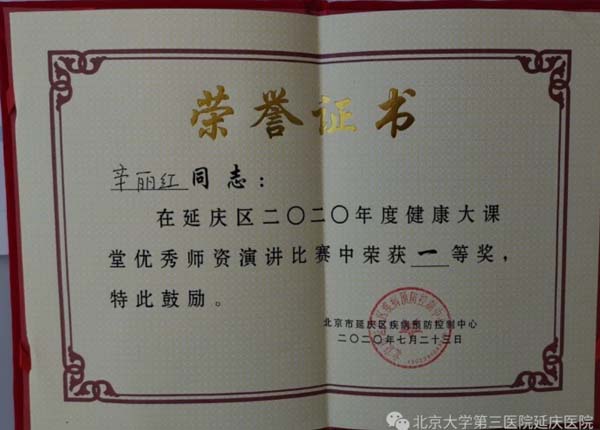 荣誉证书
辛丽红同志：
在延庆区二〇二〇年度健康大课
堂优秀师资演讲比赛中荣获一等奖，
特此鼓励。
北京市延庆区疾病预防控制中心
二〇二〇年七月二十三日
北京大学第三医院延庆医院